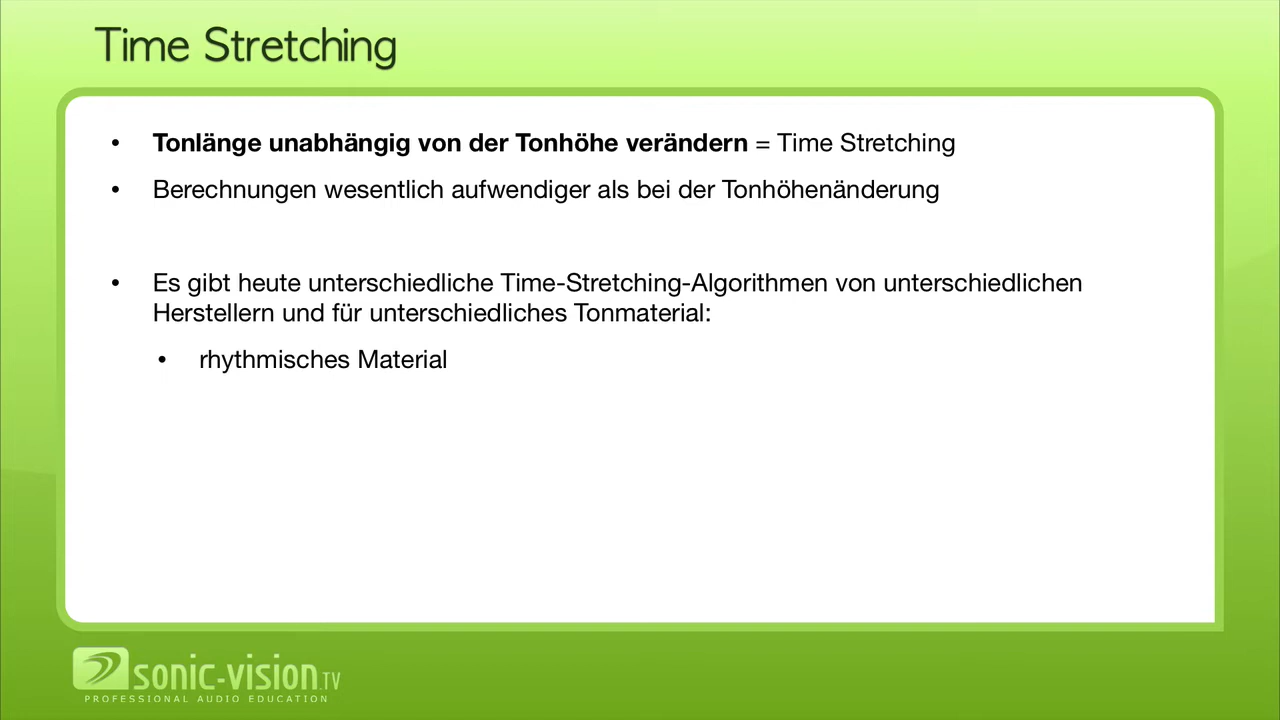 Time Stretching
• Tonlänge unabhängig von der Tonhöhe verändern = Time Stretching
• Berechnungen wesentlich aufwendiger als bei der Tonhöhenänderung
• Es gibt heute unterschiedliche Time-Stretching-Algorithmen von unterschiedlichen
Herstellern und für unterschiedliches Tonmaterial:
• rhythmisches Material
sonic-vision.TV
PROFESSIONAL AUDIO EDUCATION